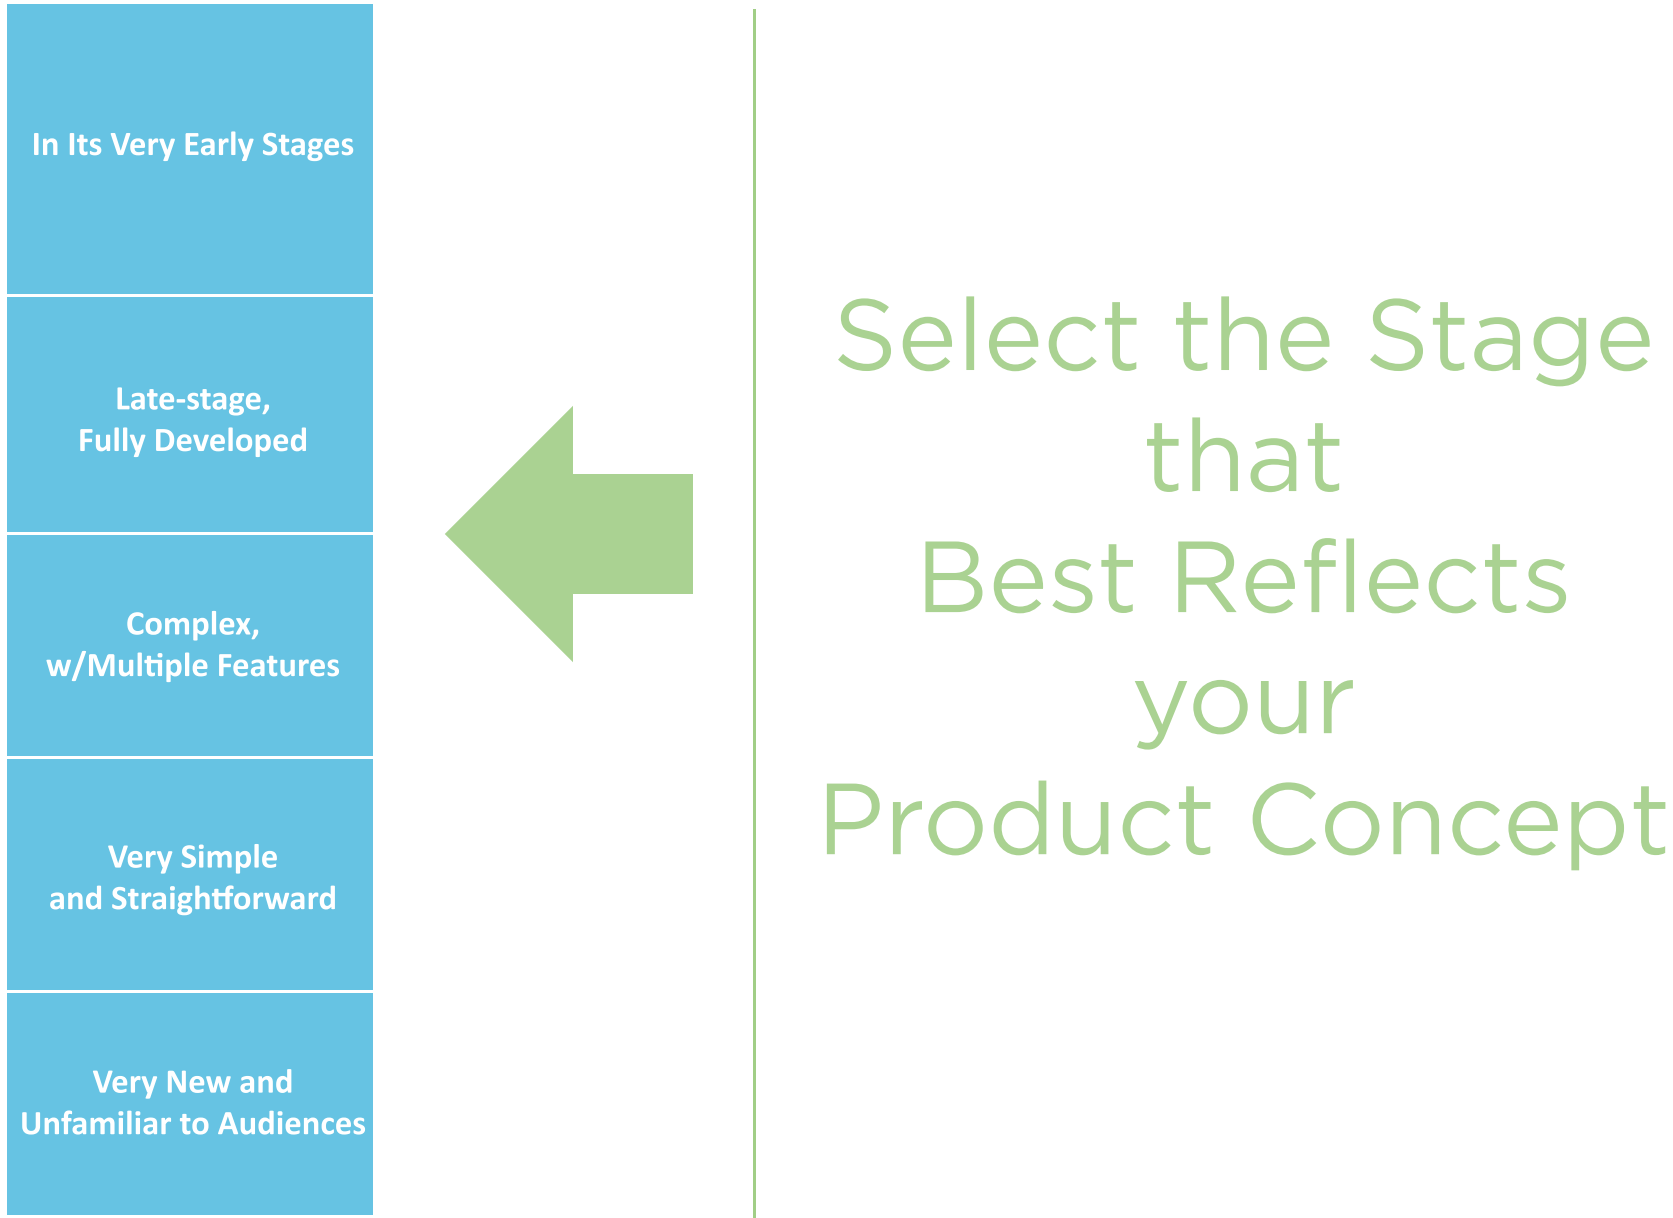 In Its Very Early Stages
Late-stage,
Fully Developed
Complex,
w/Multiple Features
Very Simple
and Straightforward
Very New and
Unfamiliar to Audiences
Select the Stage
that
Best Reflects
your
Product Concept